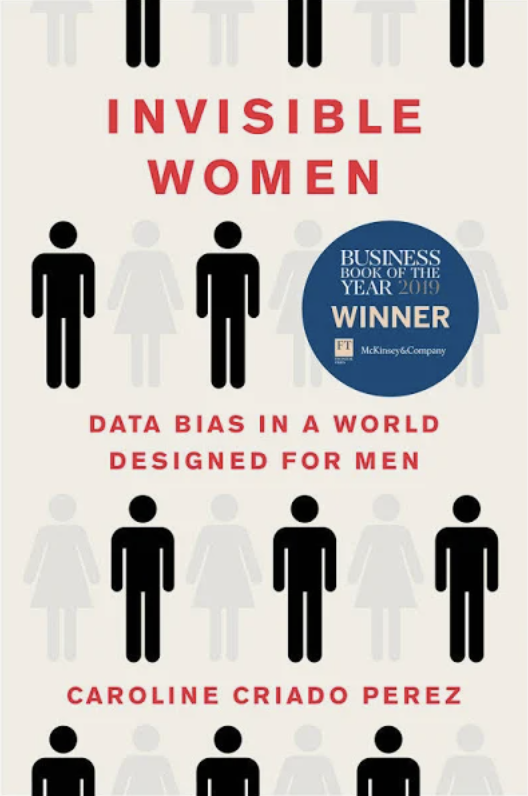 INVISIBLE
WOMEN
BUSINESS
BOOK OF THE
YEAR 2019
WINNER
FT
McKinsey&Company
DATA BIAS IN A WORLD
DESIGNED FOR MEN
CAROLINE CRIADO PEREZ